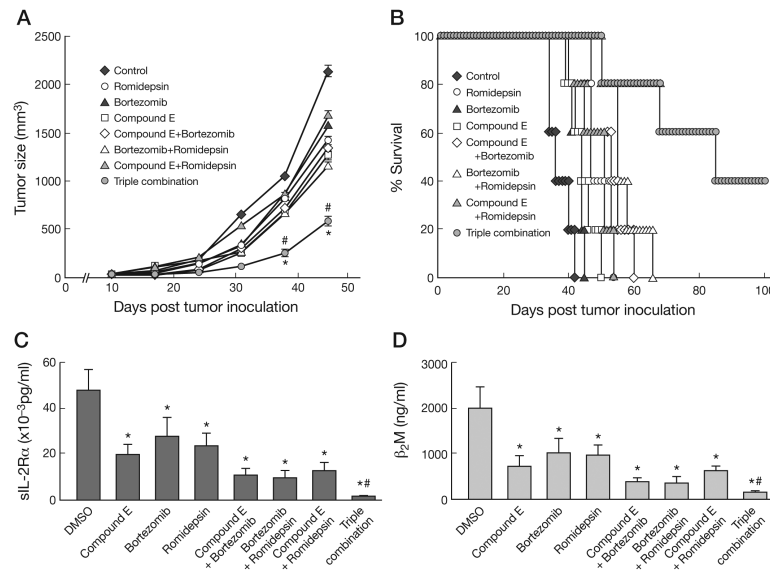 A
Tumor size (mm3)
2500
2000
1500
1000
500
0
Control
Romidepsin
Bortezomib
Compound E
Compound E+Bortezomib
Bortezomib+Romidepsin
Compound E+Romidepsin
Triple combination
#
*
#
*
0 10 20 30 40 50
Days post tumor inoculation
B
% Survival
100
80
60
40
20
0
Control
Romidepsin
Bortezomib
Compound E
Compound E
+Bortezomib
Bortezomib
+Romidepsin
Compound E
+Romidepsin
Triple combination
0 20 40 60 80 100
Days post tumor inoculation
C
sIL-2Rα (x10–3pg/ml)
60
40
20
0
* * * * * * *#
DMSO
Compound E
Bortezomib
Romidepsin
Compound E
+ Bortezomib
Bortezomib
+ Romidepsin
Compound E
+ Romidepsin
Triple
combination
D
β2M (ng/ml)
3000
2000
1000
0
* * * * * * *#
DMSO
Compound E
Bortezomib
Romidepsin
Compound E
+ Bortezomib
Bortezomib
+ Romidepsin
Compound E
+ Romidepsin
Triple
combination